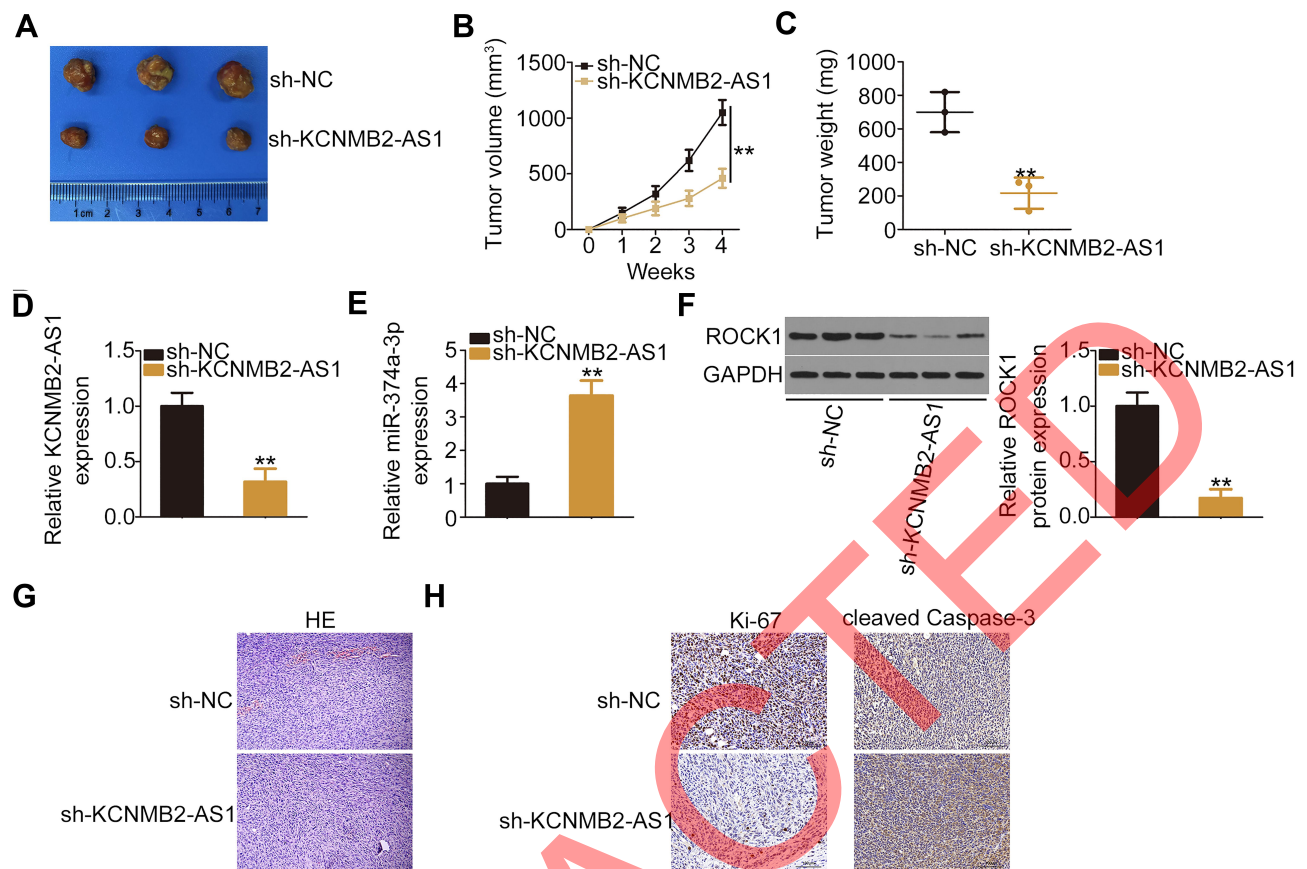 A
sh-NC
sh-KCNMB2-AS1
1cm 2 3 4 5 6 7
B
Tumor volume (mm³)
1500
1000
500
0
sh-NC
sh-KCNMB2-AS1
**
0 1 2 3 4
Weeks
C
Tumor weight (mg)
1000
800
600
400
200
0
**
sh-NC sh-KCNMB2-AS1
D
Relative KCNMB2-AS1
expression
1.5
1.0
0.5
0.0
sh-NC
sh-KCNMB2-AS1
**
E
Relative miR-374a-3p
expression
5
4
3
2
1
0
sh-NC
sh-KCNMB2-AS1
**
F
ROCK1
GAPDH
sh-NC
sh-KCNMB2-AS1
Relative ROCK1
protein expression
1.5
1.0
0.5
0.0
sh-NC
sh-KCNMB2-AS1
**
G
HE
sh-NC
sh-KCNMB2-AS1
H
Ki-67 cleaved Caspase-3
sh-NC
sh-KCNMB2-AS1
ACTED